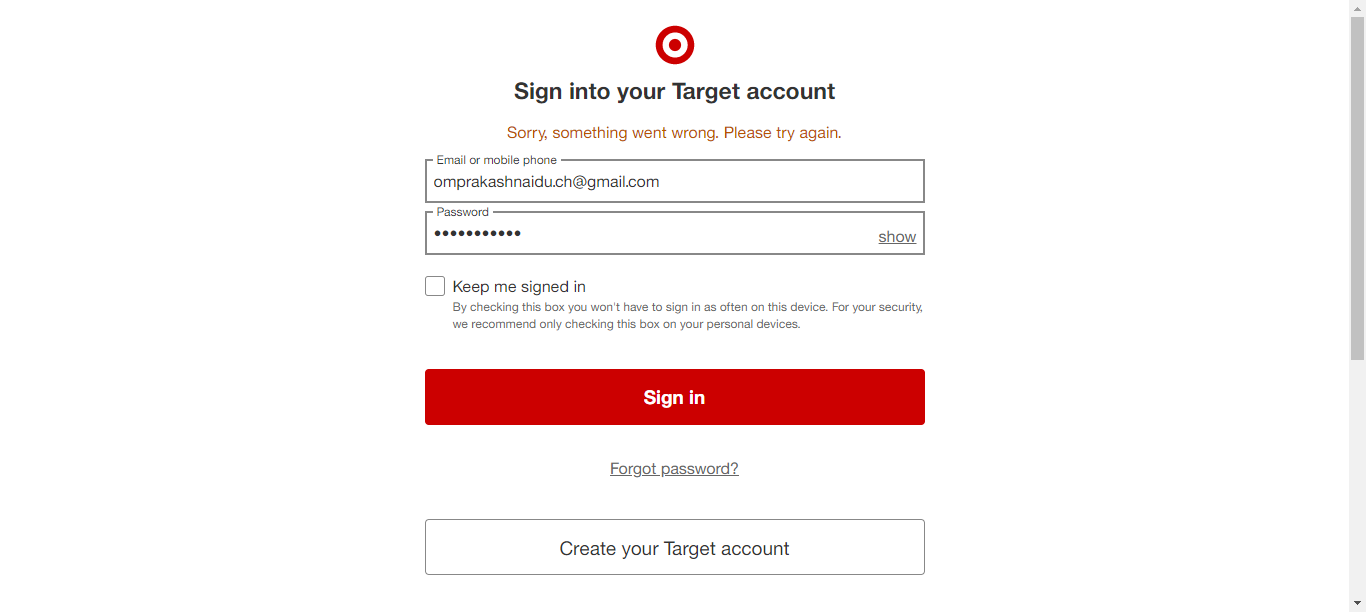 Sign into your Target account
Sorry, something went wrong. Please try again.
Email or mobile phone
omprakashnaidu.ch@gmail.com
Password
•••••••••••
show
Keep me signed in
By checking this box you won't have to sign in as often on this device. For your security,
we recommend only checking this box on your personal devices.
Sign in
Forgot password?
Create your Target account